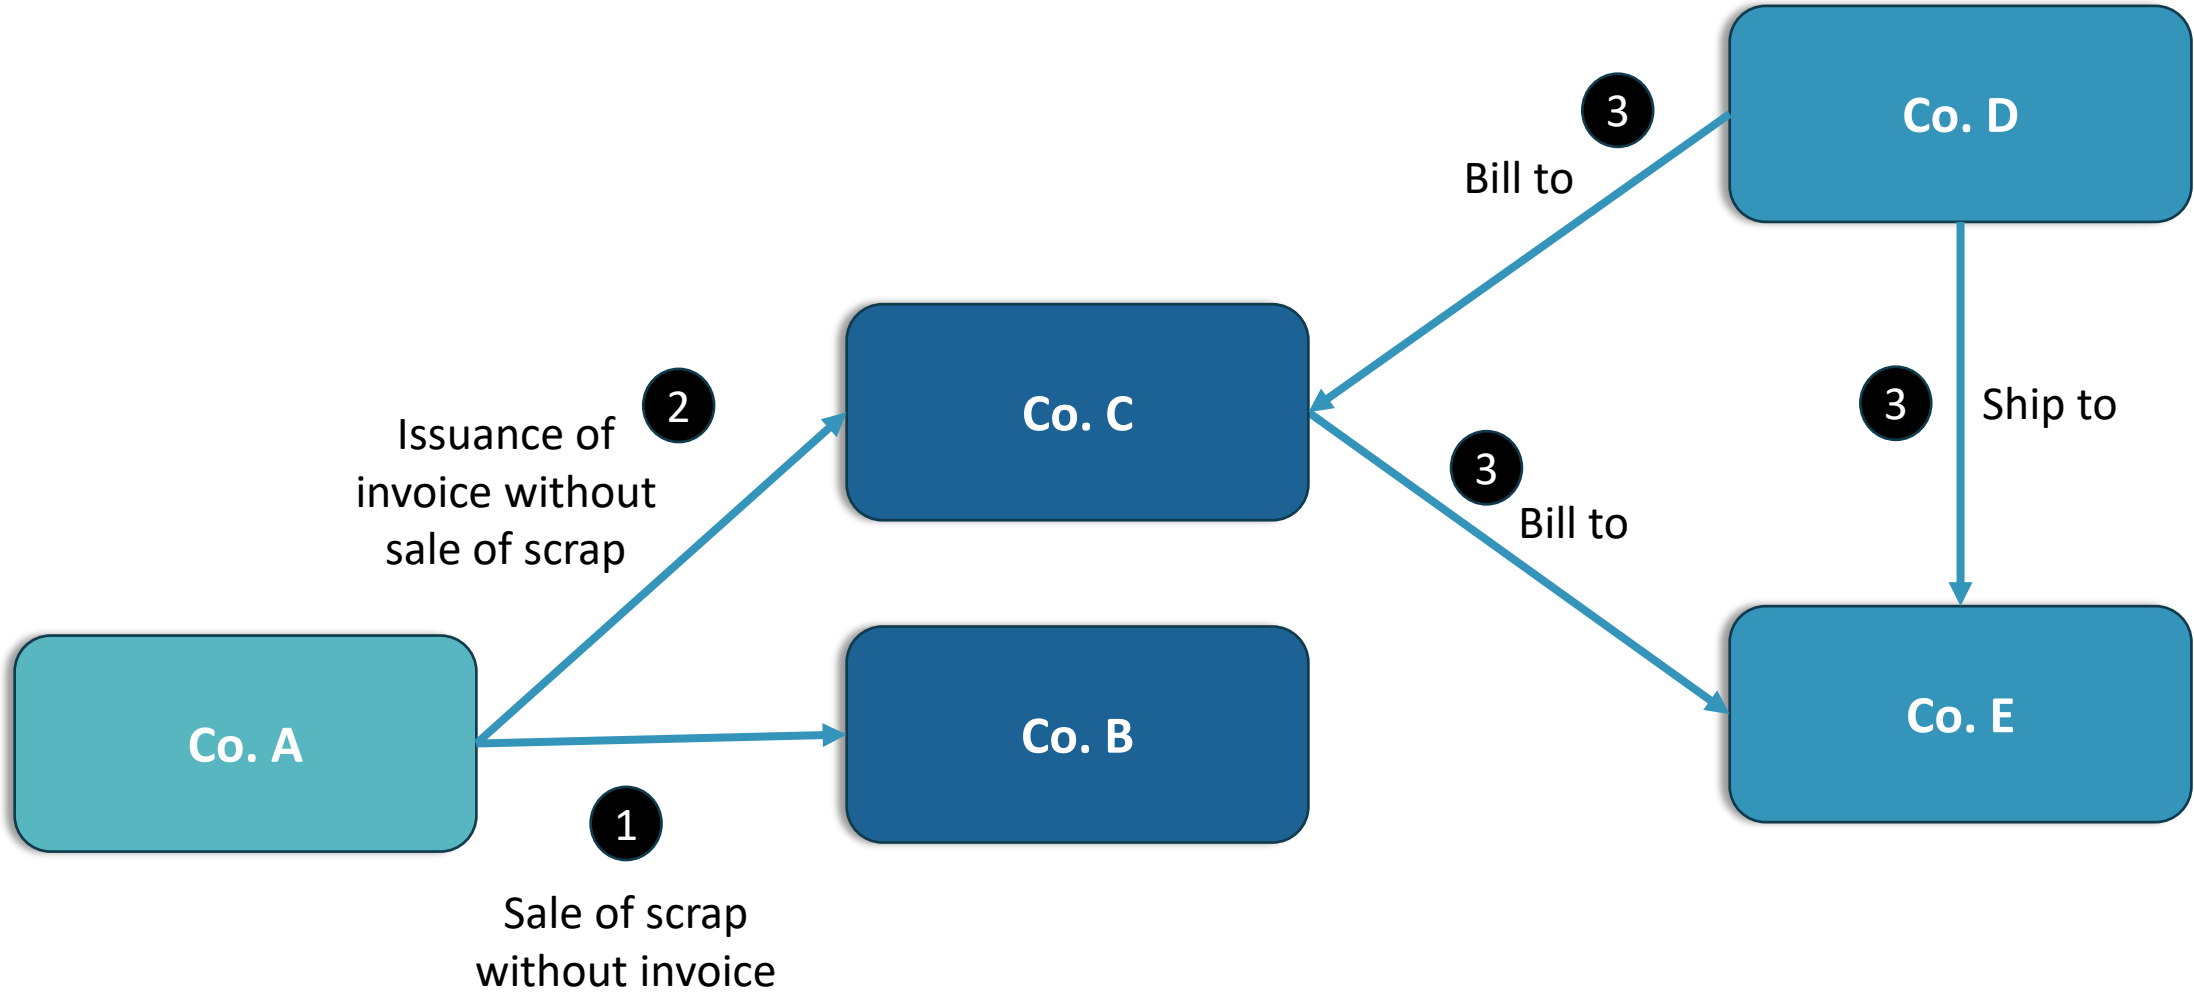 Co. D
3
Bill to
Co. C
3
Ship to
2
Issuance of
invoice without
sale of scrap
3
Bill to
Co. A
Co. B
Co. E
1
Sale of scrap
without invoice